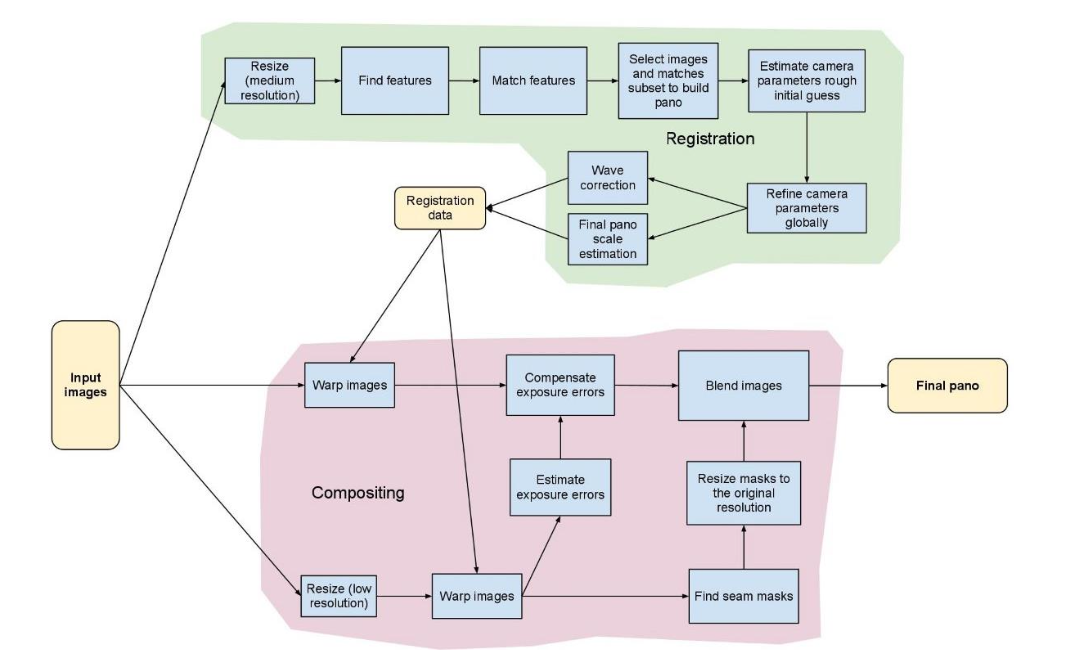 Resize
(medium
resolution)
Find features
Match features
Select images
and matches
subset to build
pano
Estimate camera
parameters rough
initial guess
Registration
Wave
correction
Refine camera
parameters
globally
Registration
data
Final pano
scale
estimation
Input
images
Warp images
Compensate
exposure errors
Blend images
Final pano
Compositing
Estimate
exposure errors
Resize masks to
the original
resolution
Resize (low
resolution)
Warp images
Find seam masks